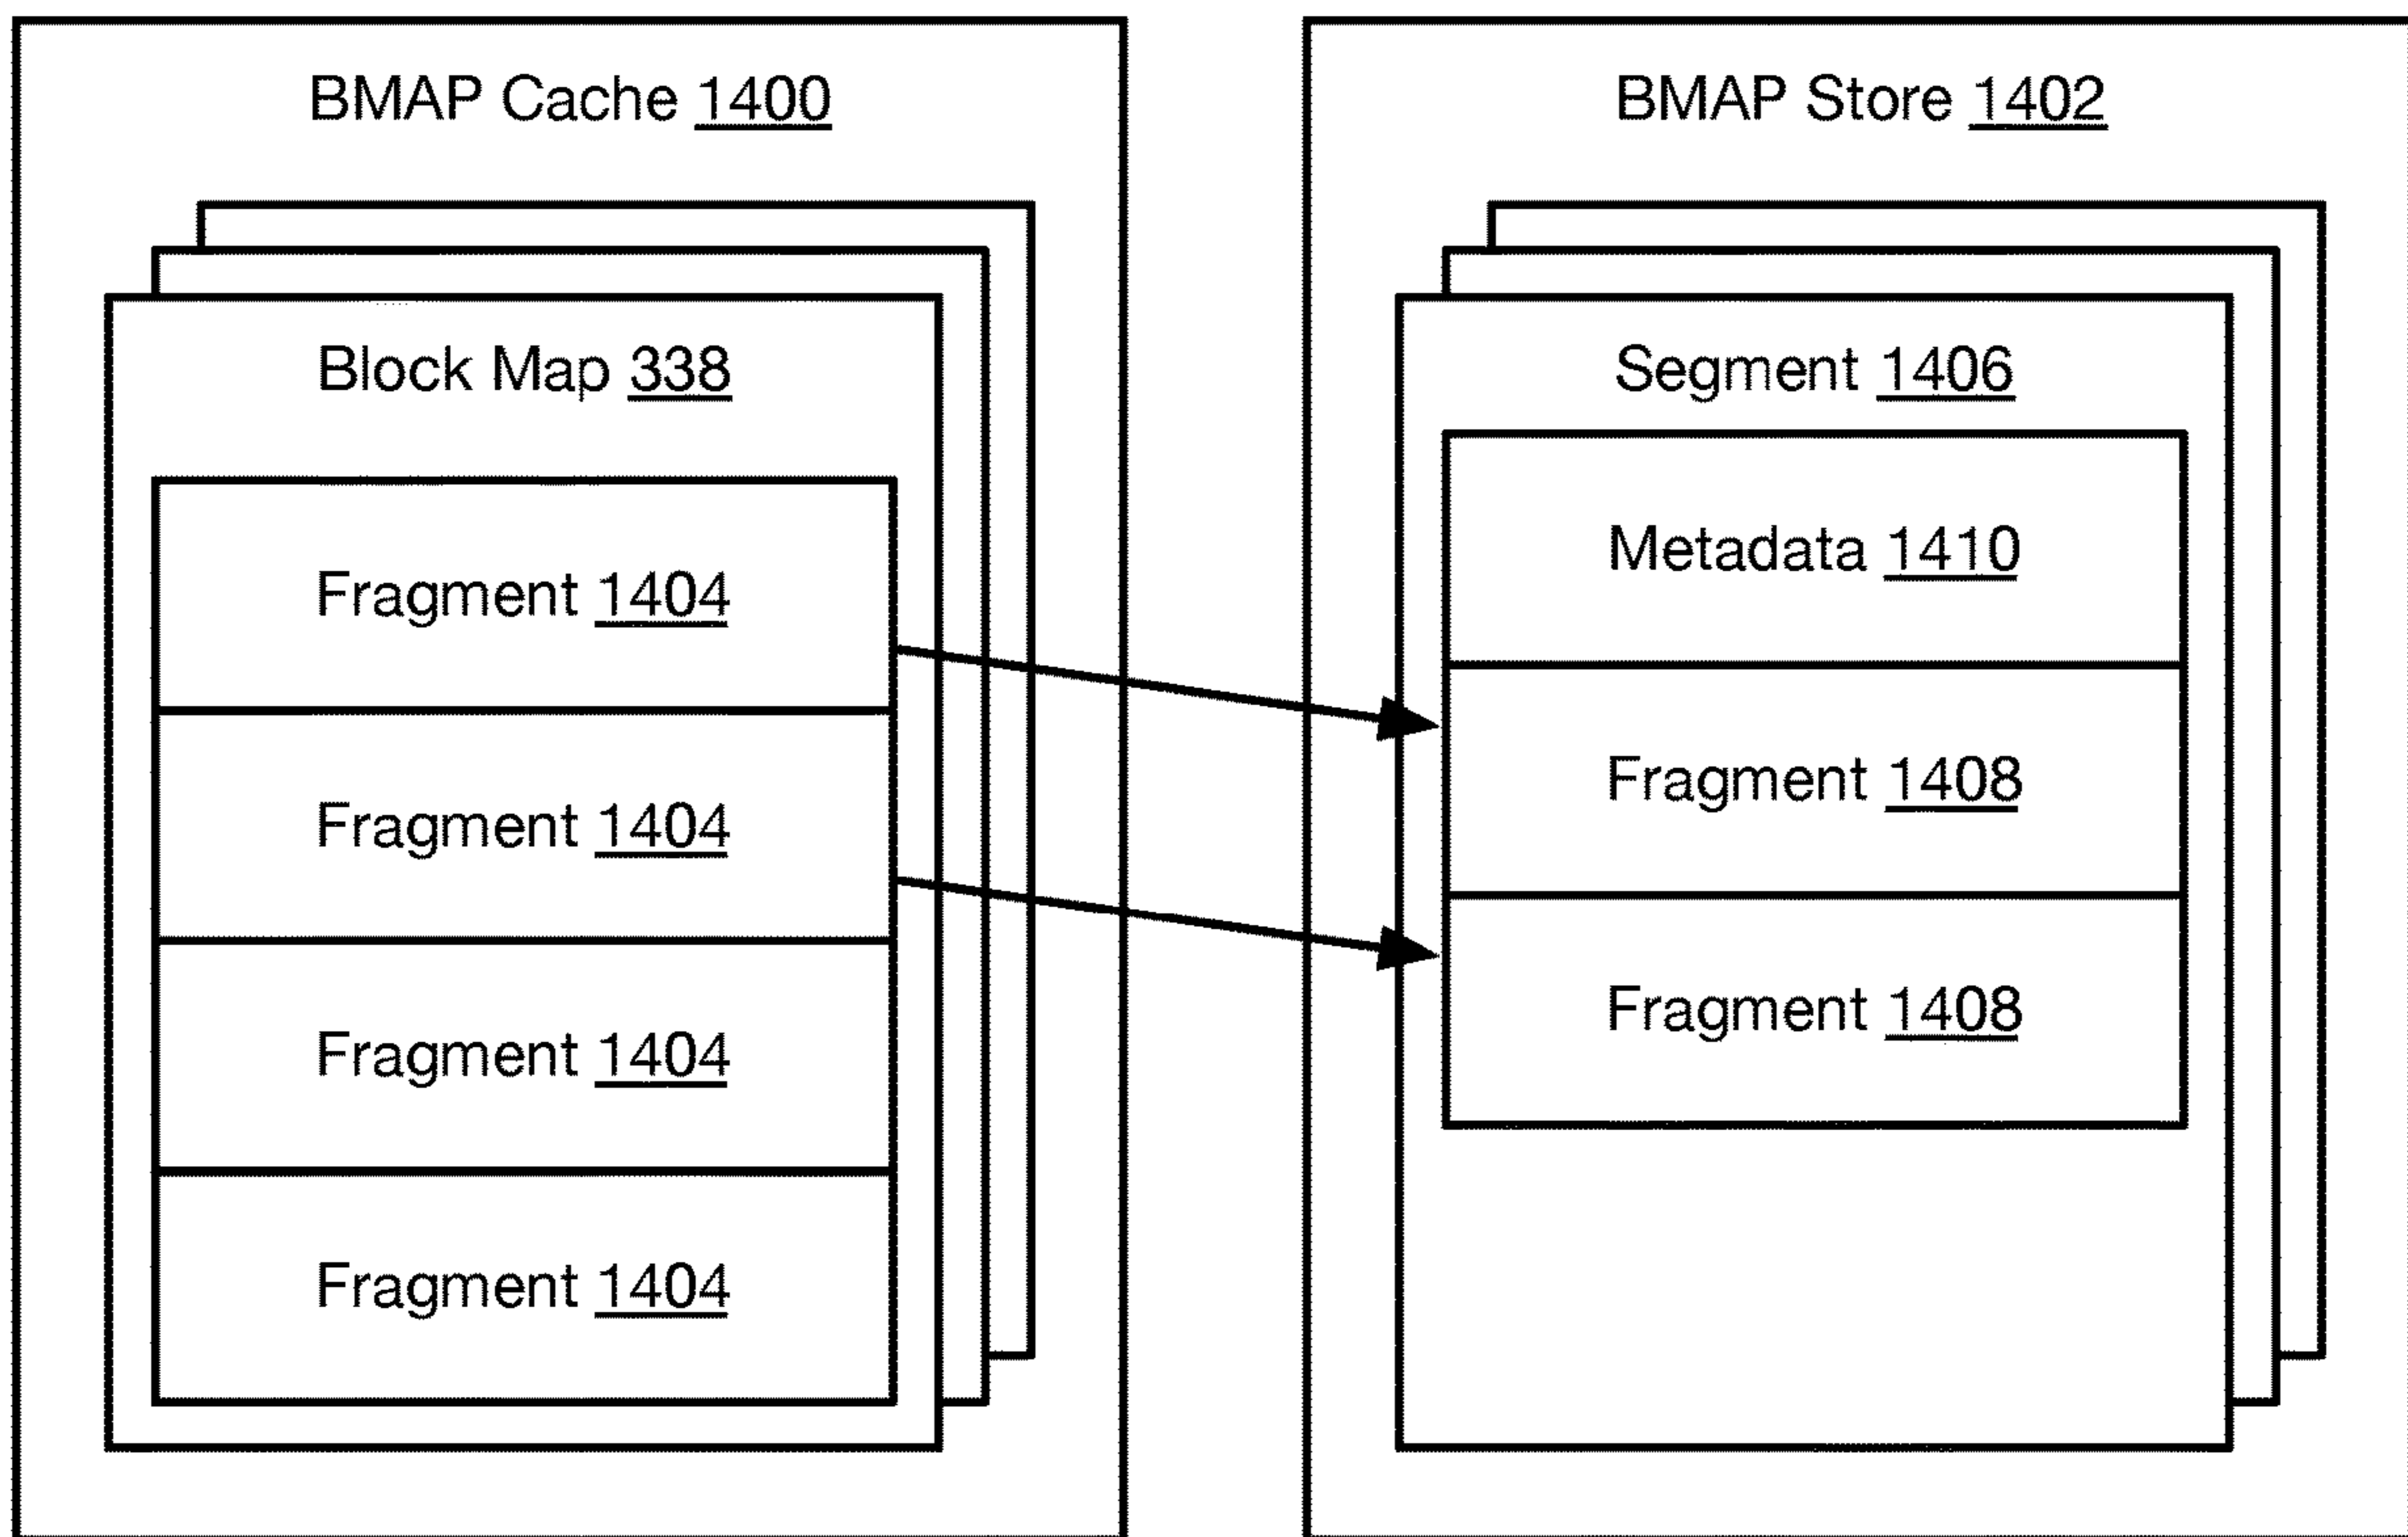 BMAP Cache 1400
Block Map 338
Fragment 1404
Fragment 1404
Fragment 1404
Fragment 1404
BMAP Store 1402
Segment 1406
Metadata 1410
Fragment 1408
Fragment 1408